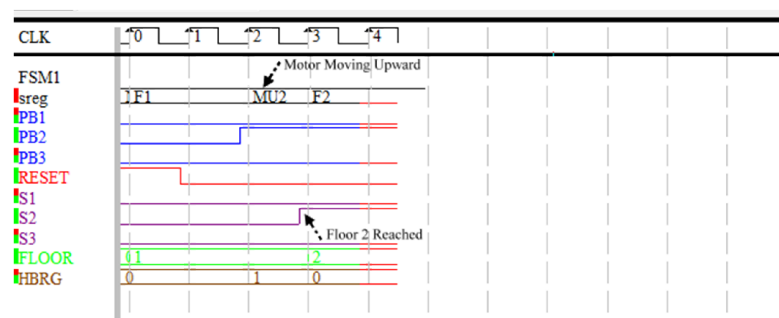 CLK 0 1 2 3 4
Motor Moving Upward
FSM1
sreg F1 MU2 F2
PB1
PB2
PB3
RESET
S1
S2
S3
Floor 2 Reached
FLOOR 1 2
HBRG 0 1 0